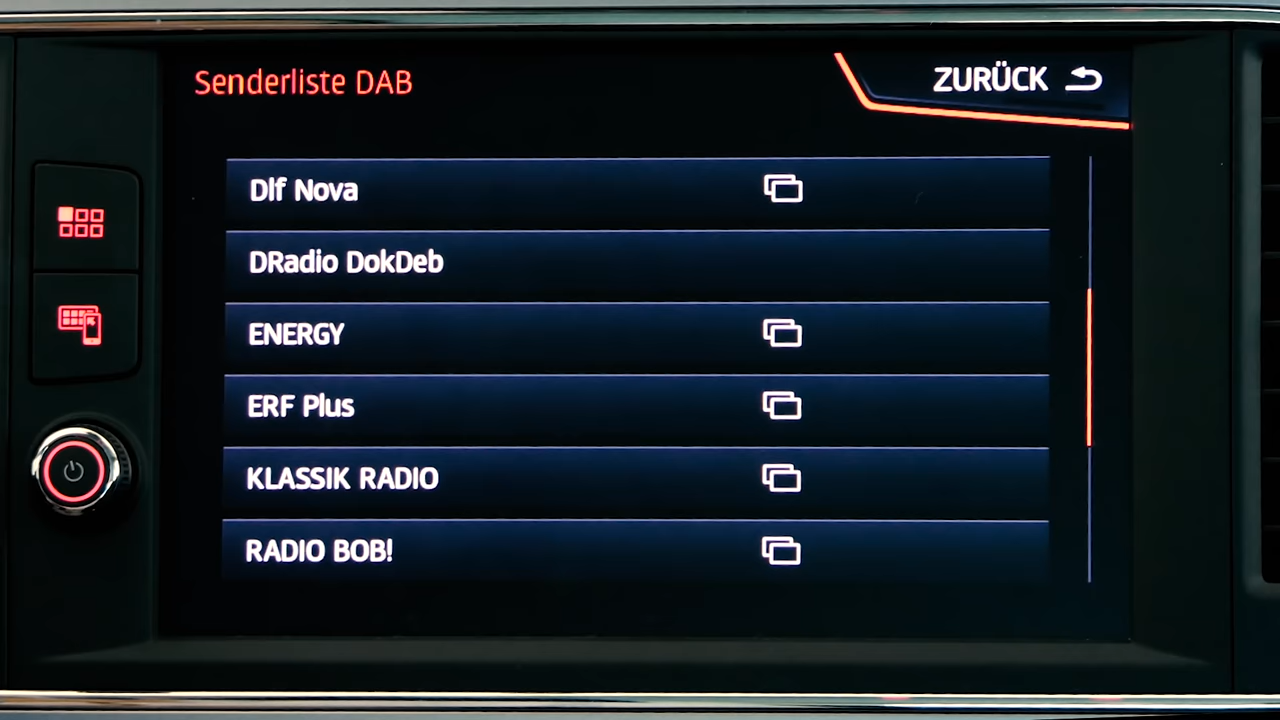 Senderliste DAB
ZURÜCK
Dlf Nova
DRadio DokDeb
ENERGY
ERF Plus
KLASSIK RADIO
RADIO BOB!